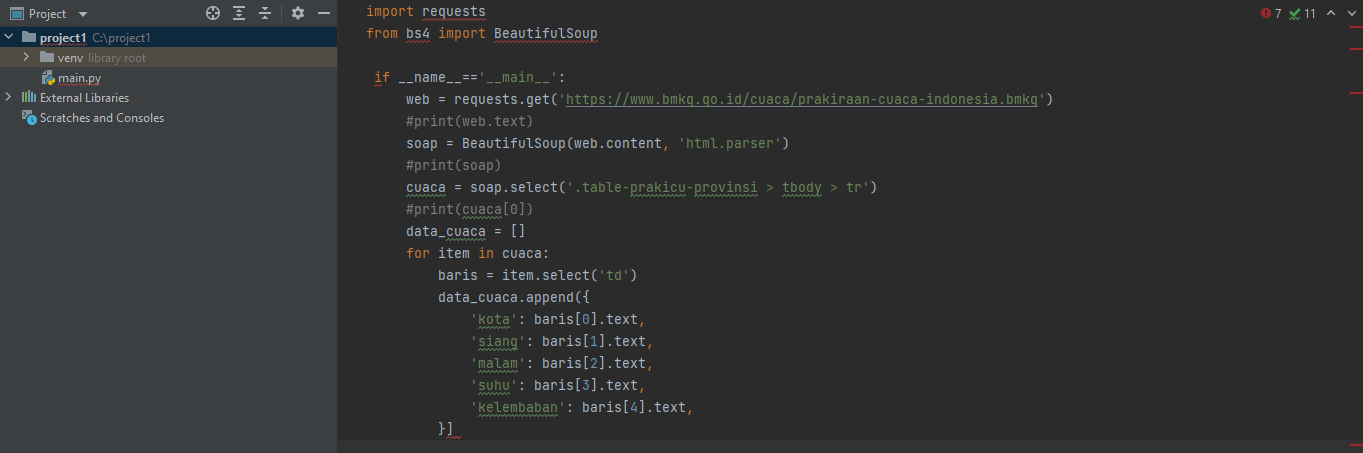 Project
project1 C:\project1
venv library root
main.py
External Libraries
Scratches and Consoles
7 11
import requests
from bs4 import BeautifulSoup
if __name__=='__main__':
web = requests.get('https://www.bmkg.go.id/cuaca/prakiraan-cuaca-indonesia.bmkg')
#print(web.text)
soap = BeautifulSoup(web.content, 'html.parser')
#print(soap)
cuaca = soap.select('.table-prakicu-provinsi > tbody > tr')
#print(cuaca[0])
data_cuaca = []
for item in cuaca:
baris = item.select('td')
data_cuaca.append({
'kota': baris[0].text,
'siang': baris[1].text,
'malam': baris[2].text,
'suhu': baris[3].text,
'kelembaban': baris[4].text,
}]